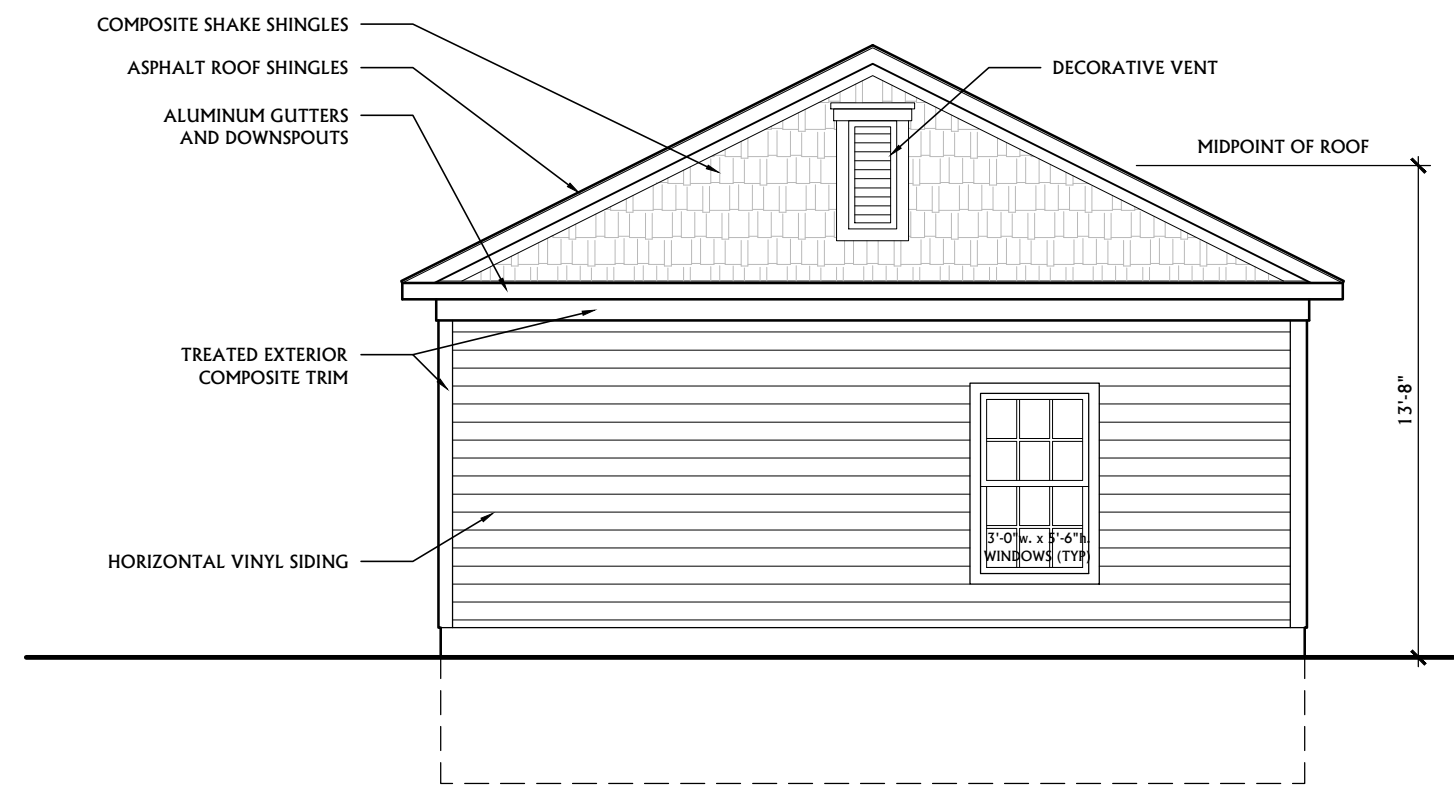 COMPOSITE SHAKE SHINGLES
ASPHALT ROOF SHINGLES
DECORATIVE VENT
ALUMINUM GUTTERS
AND DOWNSPOUTS
MIDPOINT OF ROOF
TREATED EXTERIOR
COMPOSITE TRIM
13'-8"
3'-0"w. x 5'-6"h.
WINDOWS (TYP)
HORIZONTAL VINYL SIDING